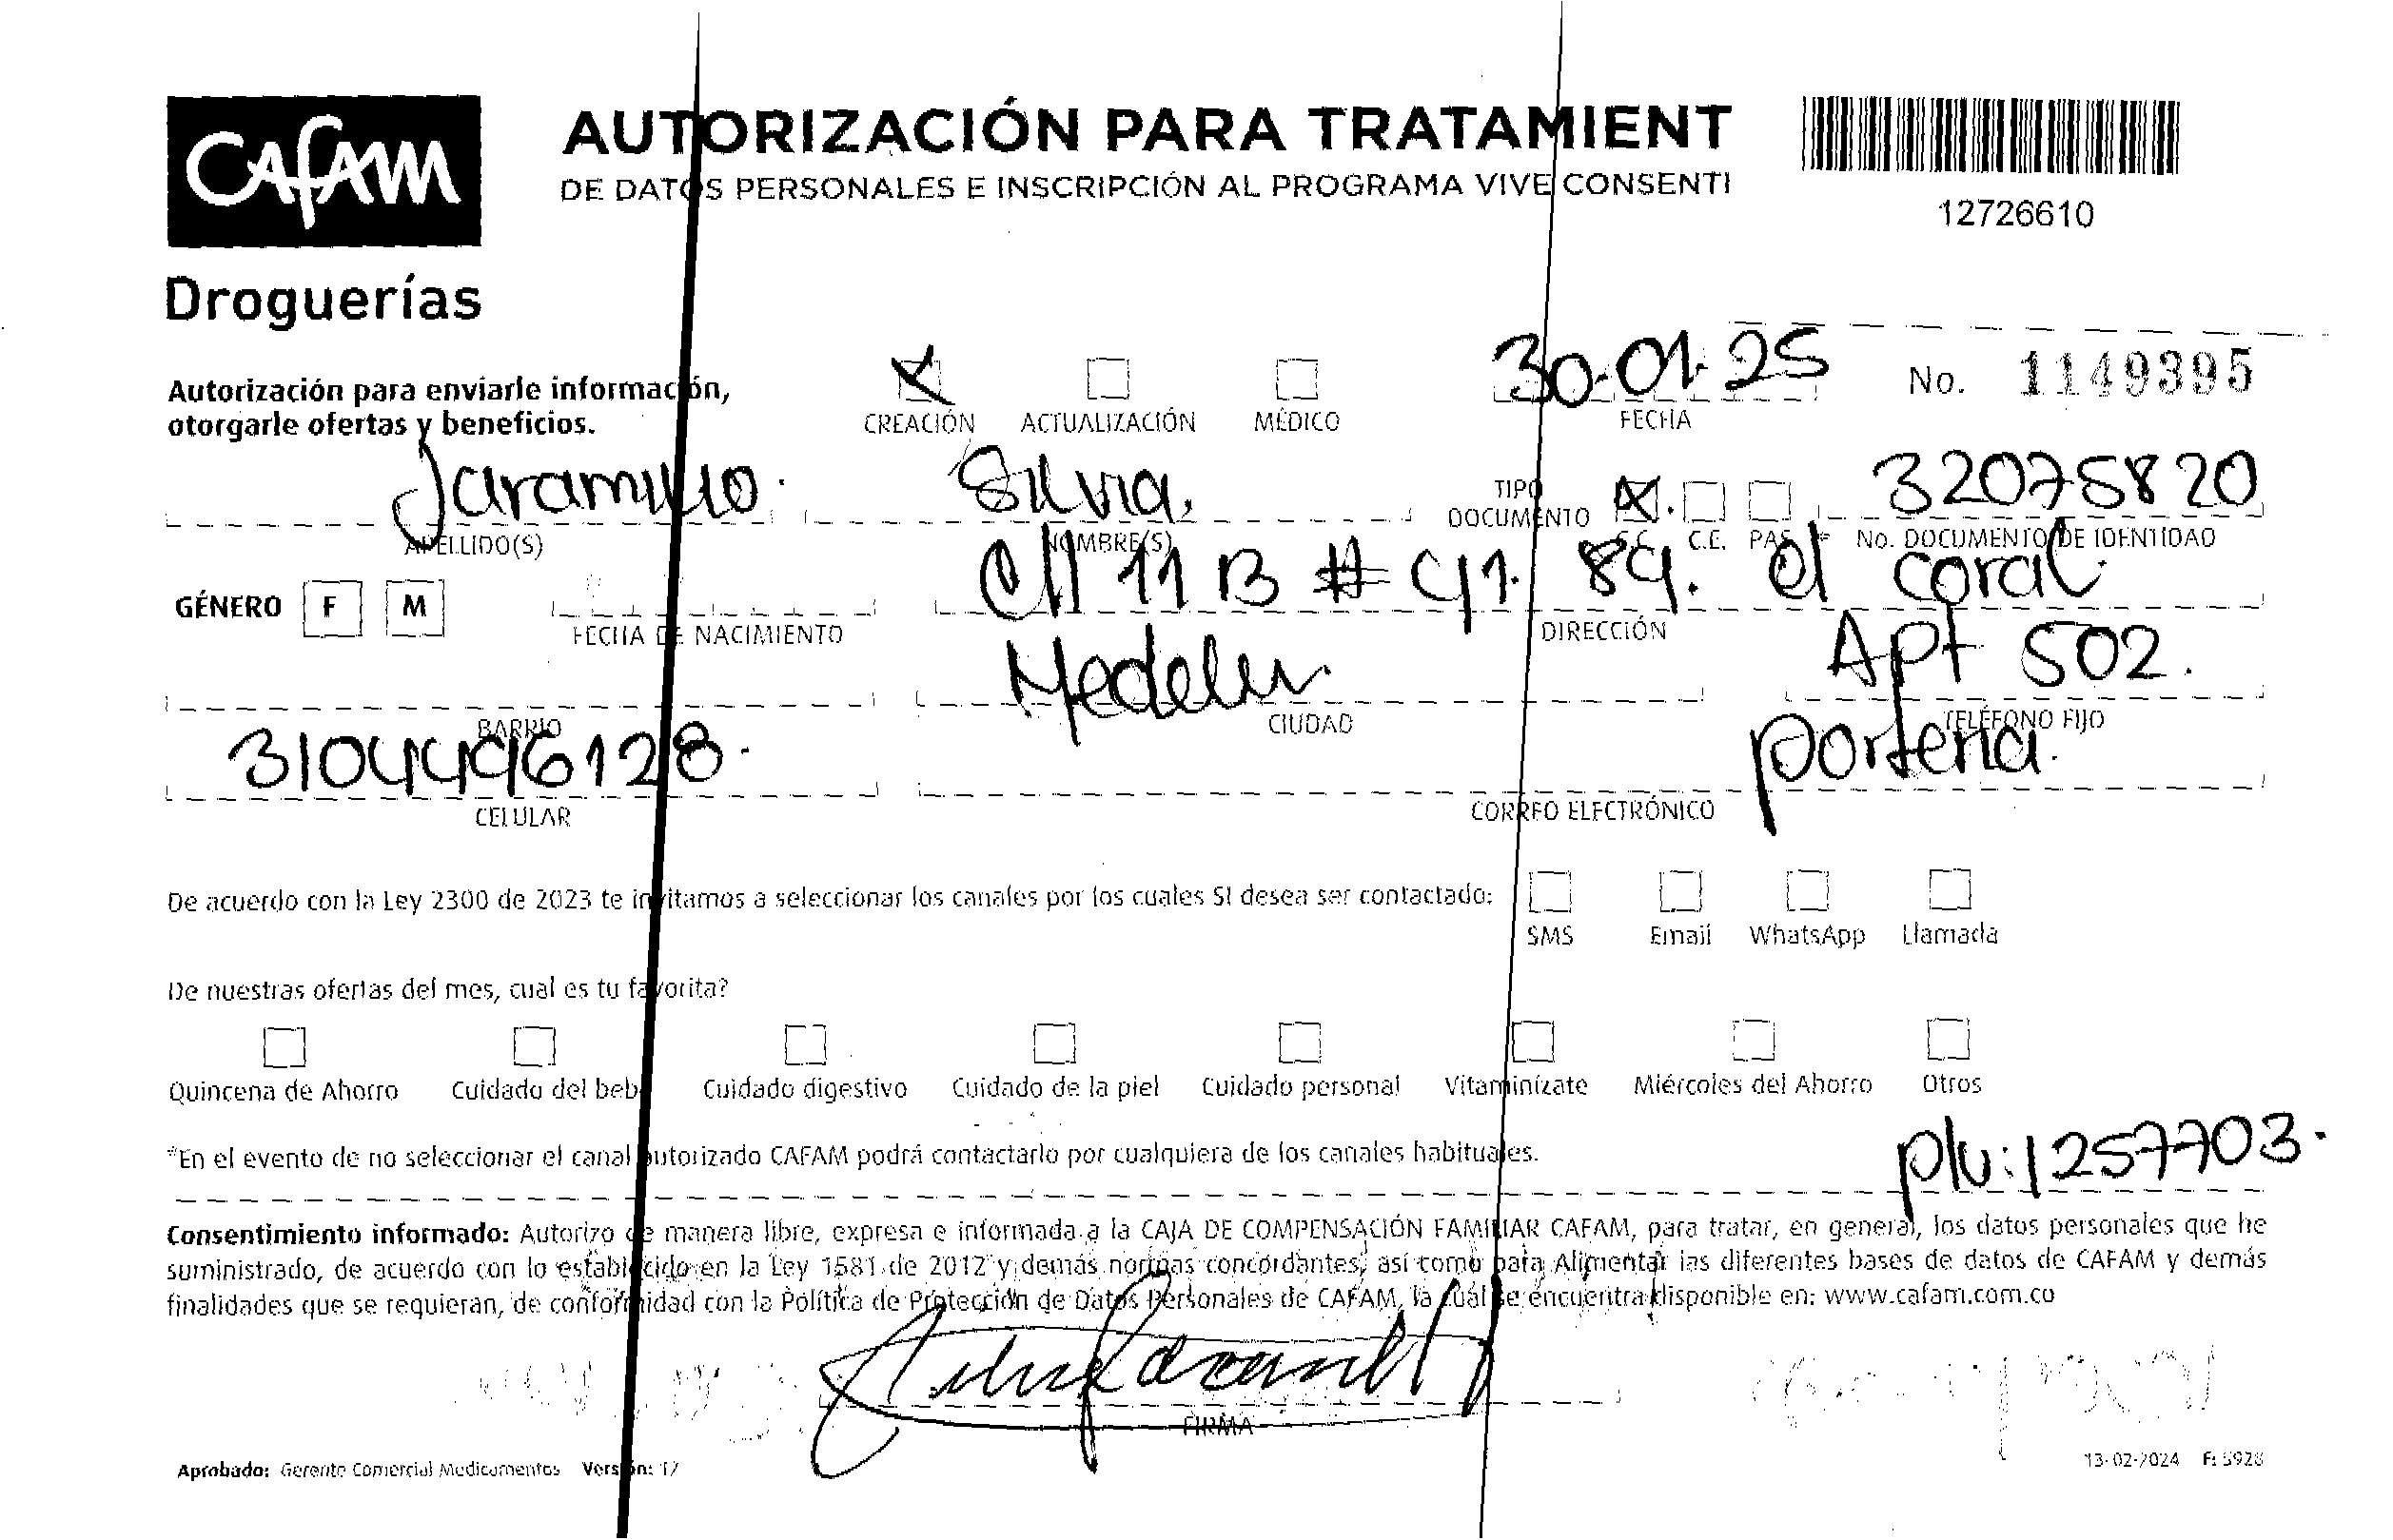 CAFAM
Droguerías
AUTORIZACIÓN PARA TRATAMIENT
DE DATOS PERSONALES E INSCRIPCIÓN AL PROGRAMA VIVE CONSENTI
12726610
Autorización para enviarle información,
otorgarle ofertas y beneficios.
CREACIÓN ACTUALIZACIÓN MÉDICO
30-01-25
FECHA
No. 1149395
Jaramillo. Silvia.
TIPO
DOCUMENTO
C.C. C.E. PAS
32075820
APELLIDO(S) NOMBRE(S) No. DOCUMENTO DE IDENTIDAD
GÉNERO F M
Cll 11 B # 41. 89. el coral
FECHA DE NACIMIENTO DIRECCIÓN
Medelin. Apt 502.
BARRIO CIUDAD TELÉFONO FIJO
3104496128. porteria.
CELULAR CORREO ELECTRÓNICO
De acuerdo con la Ley 2300 de 2023 te invitamos a seleccionar los canales por los cuales SI desea ser contactado:
SMS Email WhatsApp Llamada
De nuestras ofertas del mes, cual es tu favorita?
Quincena de Ahorro Cuidado del bebé Cuidado digestivo Cuidado de la piel Cuidado personal Vitaminízate Miércoles del Ahorro Otros
*En el evento de no seleccionar el canal autorizado CAFAM podrá contactarlo por cualquiera de los canales habituales.
plu: 1257703.
Consentimiento informado: Autorizo de manera libre, expresa e informada a la CAJA DE COMPENSACIÓN FAMILIAR CAFAM, para tratar, en general, los datos personales que he
suministrado, de acuerdo con lo establecido en la Ley 1581 de 2012 y demás normas concordantes, así como para Alimentar las diferentes bases de datos de CAFAM y demás
finalidades que se requieran, de conformidad con la Política de Protección de Datos Personales de CAFAM, la cual se encuentra disponible en: www.cafam.com.co
FIRMA
Aprobado: Gerente Comercial Medicamentos Versión: 17
13-02-2024 F: 5928